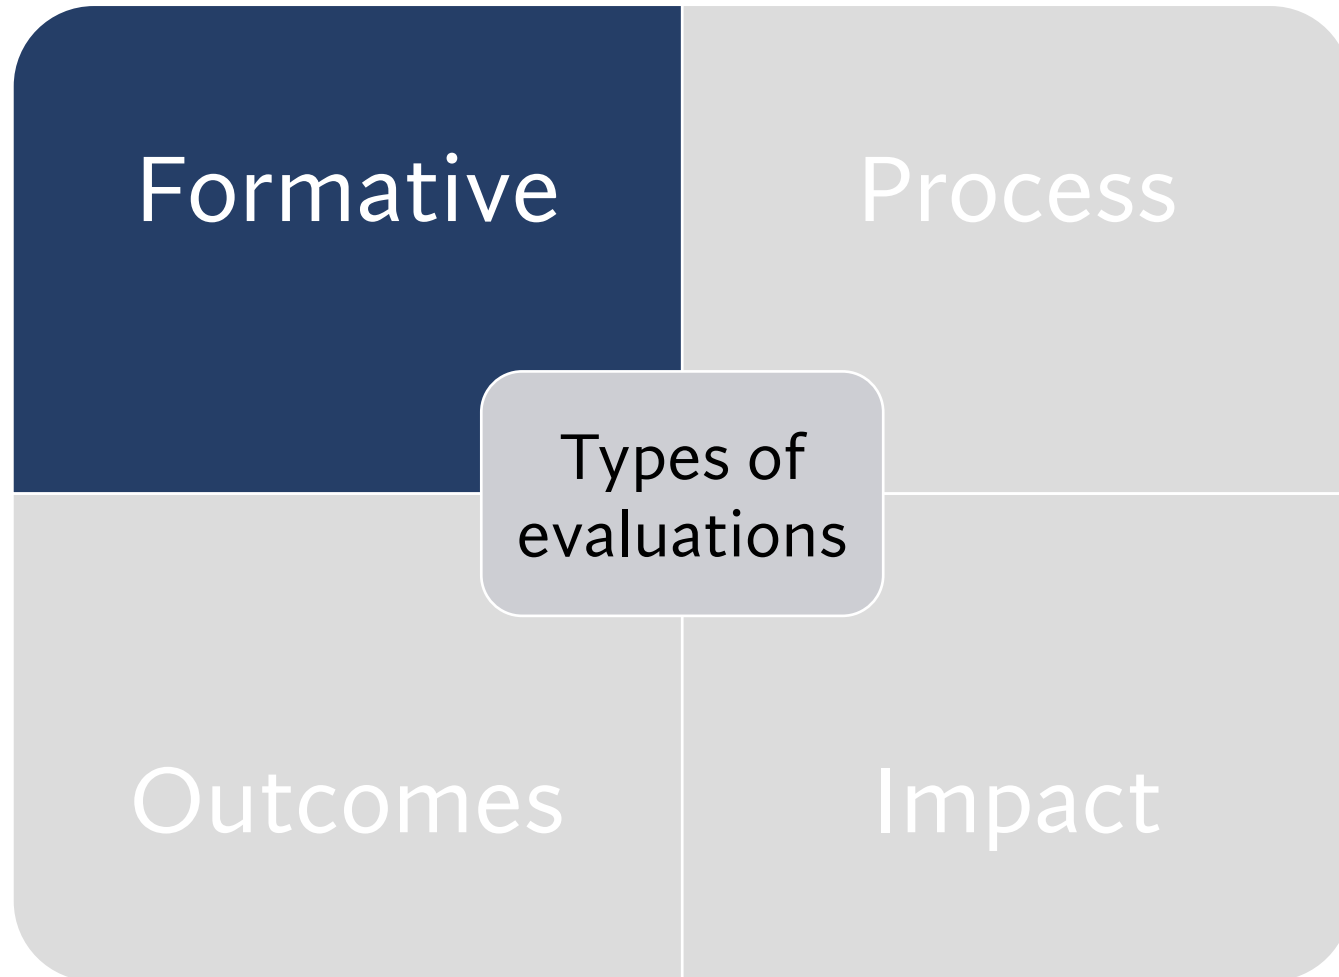 Formative
Process
Types of
evaluations
Outcomes
Impact